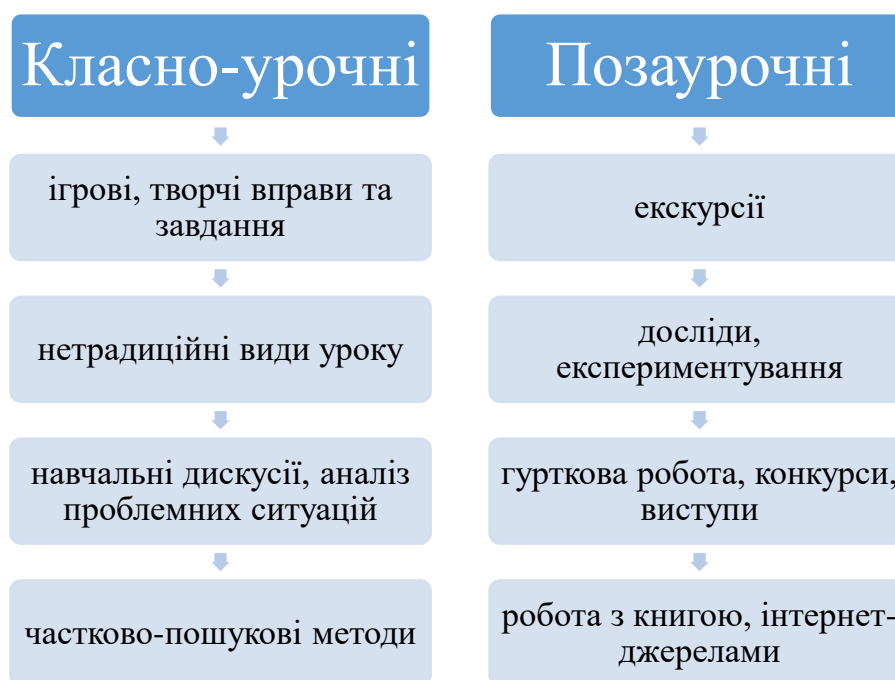 Класно-урочні
ігрові, творчі вправи та
завдання
нетрадиційні види уроку
навчальні дискусії, аналіз
проблемних ситуацій
частково-пошукові методи
Позаурочні
екскурсії
досліди,
експериментування
гурткова робота, конкурси,
виступи
робота з книгою, інтернет-
джерелами